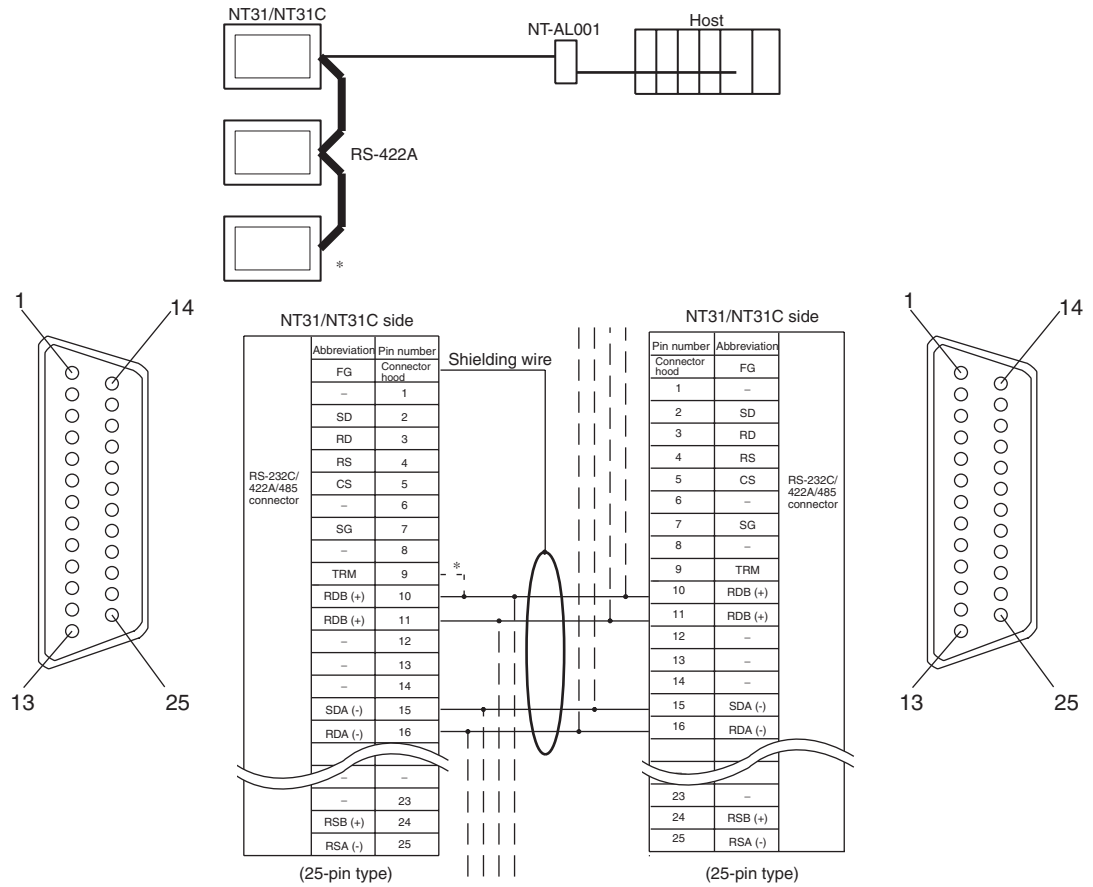 NT31/NT31C
NT-AL001
Host
RS-422A
*
1
14
13
25
NT31/NT31C side
Abbreviation Pin number
FG Connector hood
– 1
SD 2
RD 3
RS 4
CS 5
– 6
SG 7
– 8
TRM 9
RDB (+) 10
RDB (+) 11
– 12
– 13
– 14
SDA (-) 15
RDA (-) 16
– –
– 23
RSB (+) 24
RSA (-) 25
RS-232C/
422A/485
connector
(25-pin type)
Shielding wire
*
NT31/NT31C side
Pin number Abbreviation
Connector hood FG
1 –
2 SD
3 RD
4 RS
5 CS
6 –
7 SG
8 –
9 TRM
10 RDB (+)
11 RDB (+)
12 –
13 –
14 –
15 SDA (-)
16 RDA (-)
23 –
24 RSB (+)
25 RSA (-)
RS-232C/
422A/485
connector
(25-pin type)
1
14
13
25